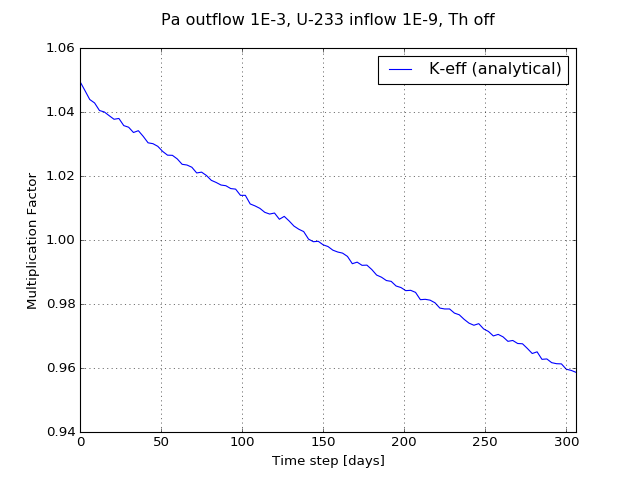 Pa outflow 1E-3, U-233 inflow 1E-9, Th off
K-eff (analytical)
1.06
1.04
1.02
1.00
0.98
0.96
0.94
Multiplication Factor
0 50 100 150 200 250 300
Time step [days]